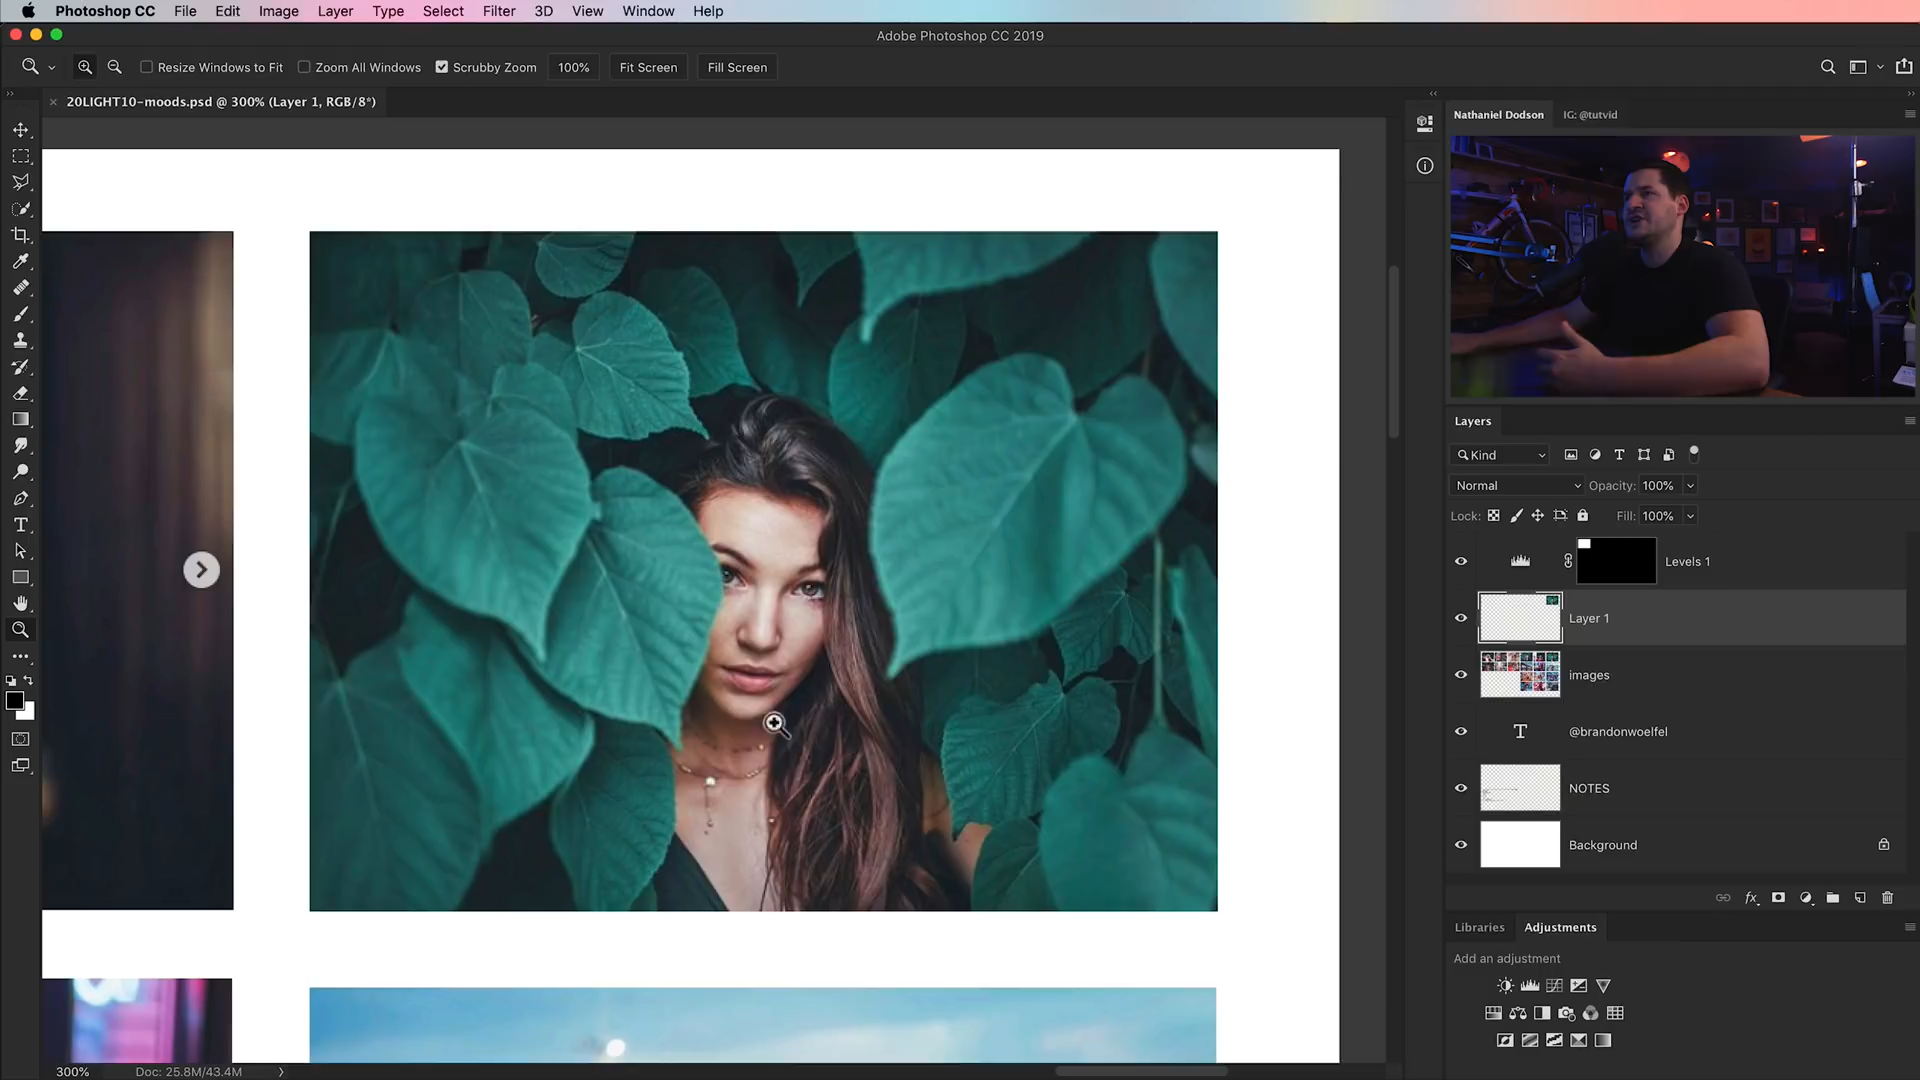 Photoshop CC File Edit Image Layer Type Select Filter 3D View Window Help
Adobe Photoshop CC 2019
Resize Windows to Fit Zoom All Windows Scrubby Zoom 100% Fit Screen Fill Screen
20LIGHT10-moods.psd @ 300% (Layer 1, RGB/8*)
Nathaniel Dodson IG: @tutvid
Layers
Kind
Normal Opacity: 100%
Lock: Fill: 100%
Levels 1
Layer 1
images
@brandonwoelfel
NOTES
Background
fx
Libraries Adjustments
Add an adjustment
300% Doc: 25.8M/43.4M